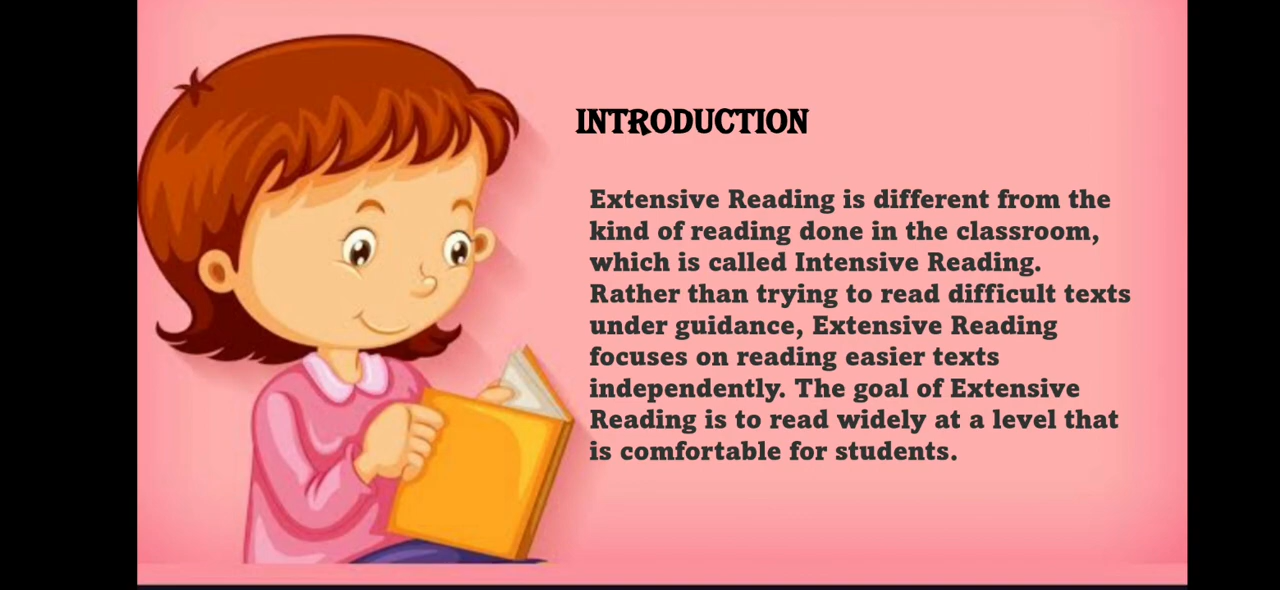 INTRODUCTION
Extensive Reading is different from the
kind of reading done in the classroom,
which is called Intensive Reading.
Rather than trying to read difficult texts
under guidance, Extensive Reading
focuses on reading easier texts
independently. The goal of Extensive
Reading is to read widely at a level that
is comfortable for students.